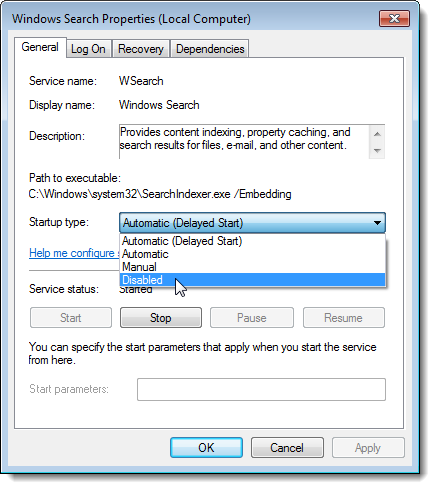 Windows Search Properties (Local Computer)
General Log On Recovery Dependencies
Service name: WSearch
Display name: Windows Search
Description: Provides content indexing, property caching, and
search results for files, e-mail, and other content.
Path to executable:
C:\Windows\system32\SearchIndexer.exe /Embedding
Startup type: Automatic (Delayed Start)
Automatic (Delayed Start)
Help me configure Automatic
Manual
Disabled
Service status: Started
Start Stop Pause Resume
You can specify the start parameters that apply when you start the service
from here.
Start parameters:
OK Cancel Apply